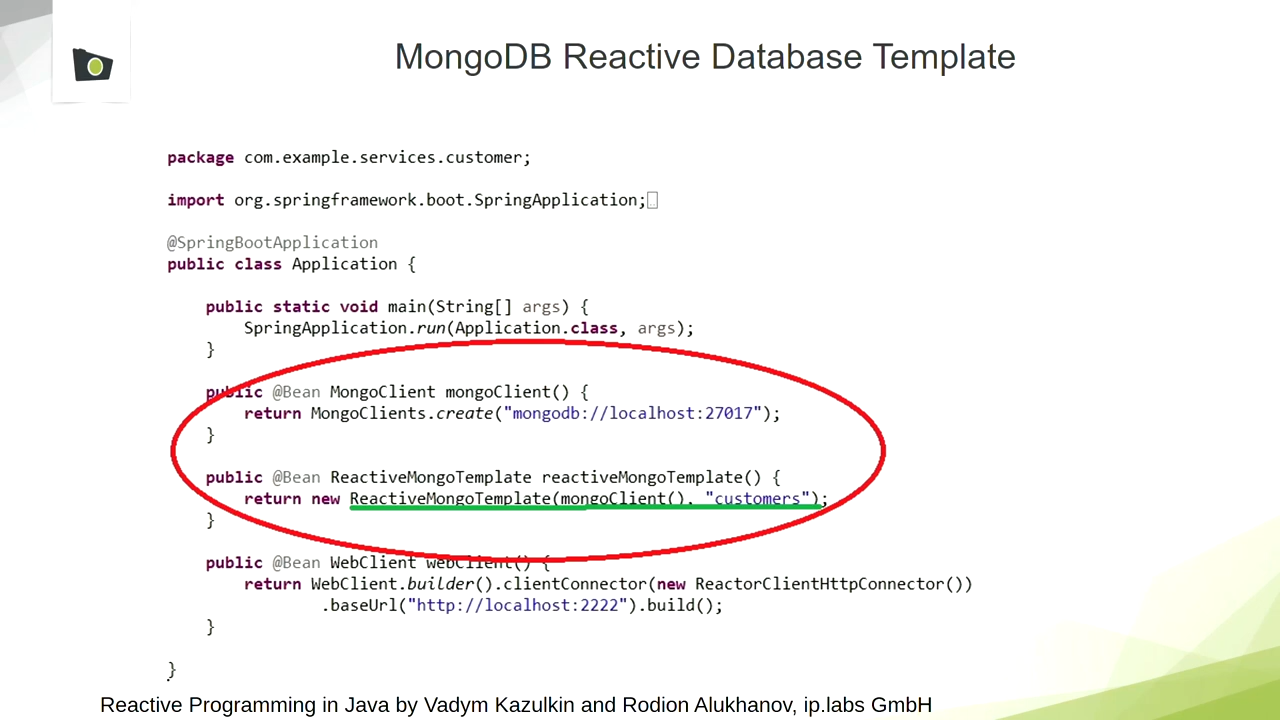 MongoDB Reactive Database Template
package com.example.services.customer;
import org.springframework.boot.SpringApplication;
@SpringBootApplication
public class Application {
public static void main(String[] args) {
SpringApplication.run(Application.class, args);
}
public @Bean MongoClient mongoClient() {
return MongoClients.create("mongodb://localhost:27017");
}
public @Bean ReactiveMongoTemplate reactiveMongoTemplate() {
return new ReactiveMongoTemplate(mongoClient(), "customers");
}
public @Bean WebClient webClient() {
return WebClient.builder().clientConnector(new ReactorClientHttpConnector())
.baseUrl("http://localhost:2222").build();
}
}
Reactive Programming in Java by Vadym Kazulkin and Rodion Alukhanov, ip.labs GmbH